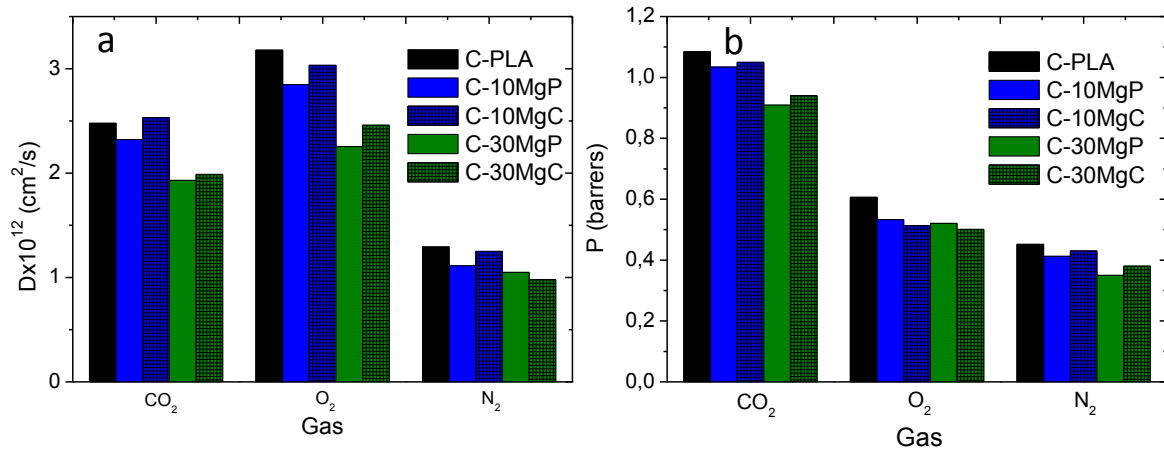 a
3
2
1
0
Dx10¹² (cm²/s)
C-PLA
C-10MgP
C-10MgC
C-30MgP
C-30MgC
CO₂
O₂
N₂
Gas
b
1,2
1,0
0,8
0,6
0,4
0,2
0,0
P (barrers)
C-PLA
C-10MgP
C-10MgC
C-30MgP
C-30MgC
CO₂
O₂
N₂
Gas